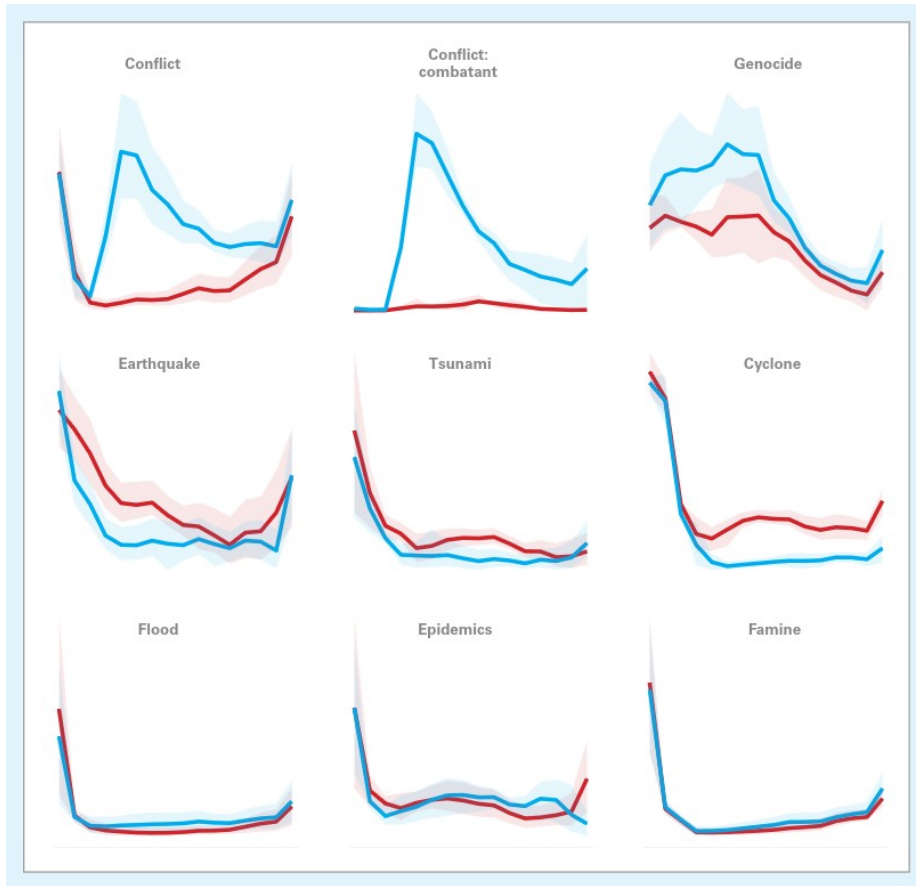 Conflict
Conflict:
combatant
Genocide
Earthquake
Tsunami
Cyclone
Flood
Epidemics
Famine